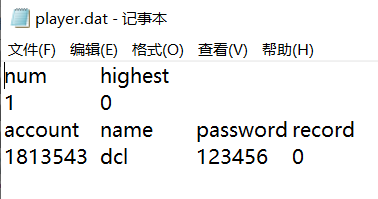 player.dat - 记事本
文件(F) 编辑(E) 格式(O) 查看(V) 帮助(H)
num highest
1 0
account name password record
1813543 dcl 123456 0